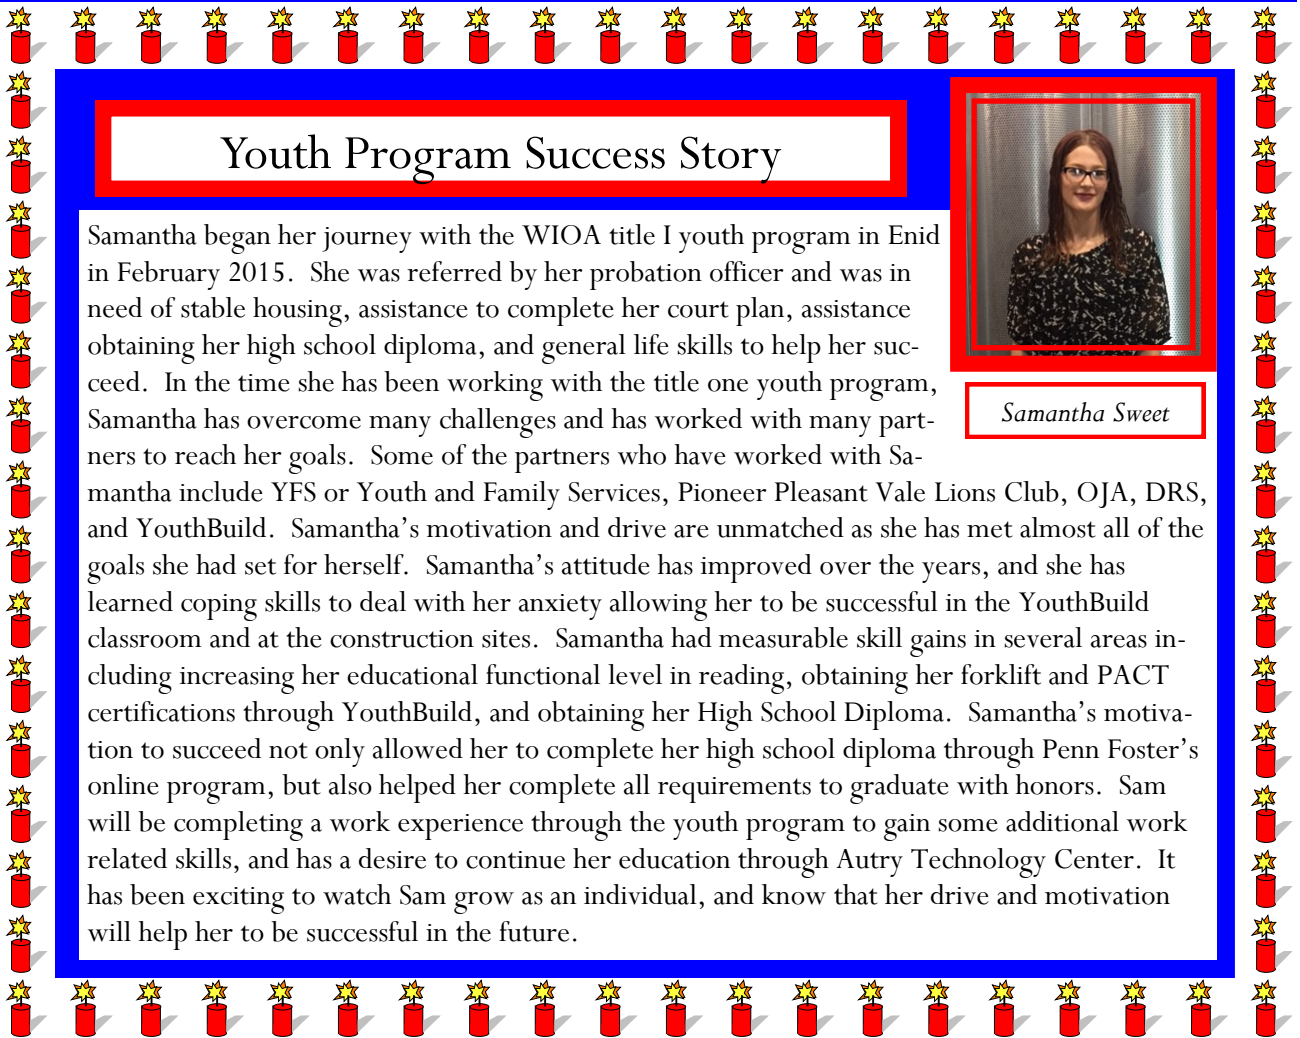 Youth Program Success Story
Samantha began her journey with the WIOA title I youth program in Enid
in February 2015.  She was referred by her probation officer and was in
need of stable housing, assistance to complete her court plan, assistance
obtaining her high school diploma, and general life skills to help her suc-
ceed.  In the time she has been working with the title one youth program,
Samantha has overcome many challenges and has worked with many part-
ners to reach her goals.  Some of the partners who have worked with Sa-
mantha include YFS or Youth and Family Services, Pioneer Pleasant Vale Lions Club, OJA, DRS,
and YouthBuild.  Samantha’s motivation and drive are unmatched as she has met almost all of the
goals she had set for herself.  Samantha’s attitude has improved over the years, and she has
learned coping skills to deal with her anxiety allowing her to be successful in the YouthBuild
classroom and at the construction sites.  Samantha had measurable skill gains in several areas in-
cluding increasing her educational functional level in reading, obtaining her forklift and PACT
certifications through YouthBuild, and obtaining her High School Diploma.  Samantha’s motiva-
tion to succeed not only allowed her to complete her high school diploma through Penn Foster’s
online program, but also helped her complete all requirements to graduate with honors.  Sam
will be completing a work experience through the youth program to gain some additional work
related skills, and has a desire to continue her education through Autry Technology Center.  It
has been exciting to watch Sam grow as an individual, and know that her drive and motivation
will help her to be successful in the future.
Samantha Sweet